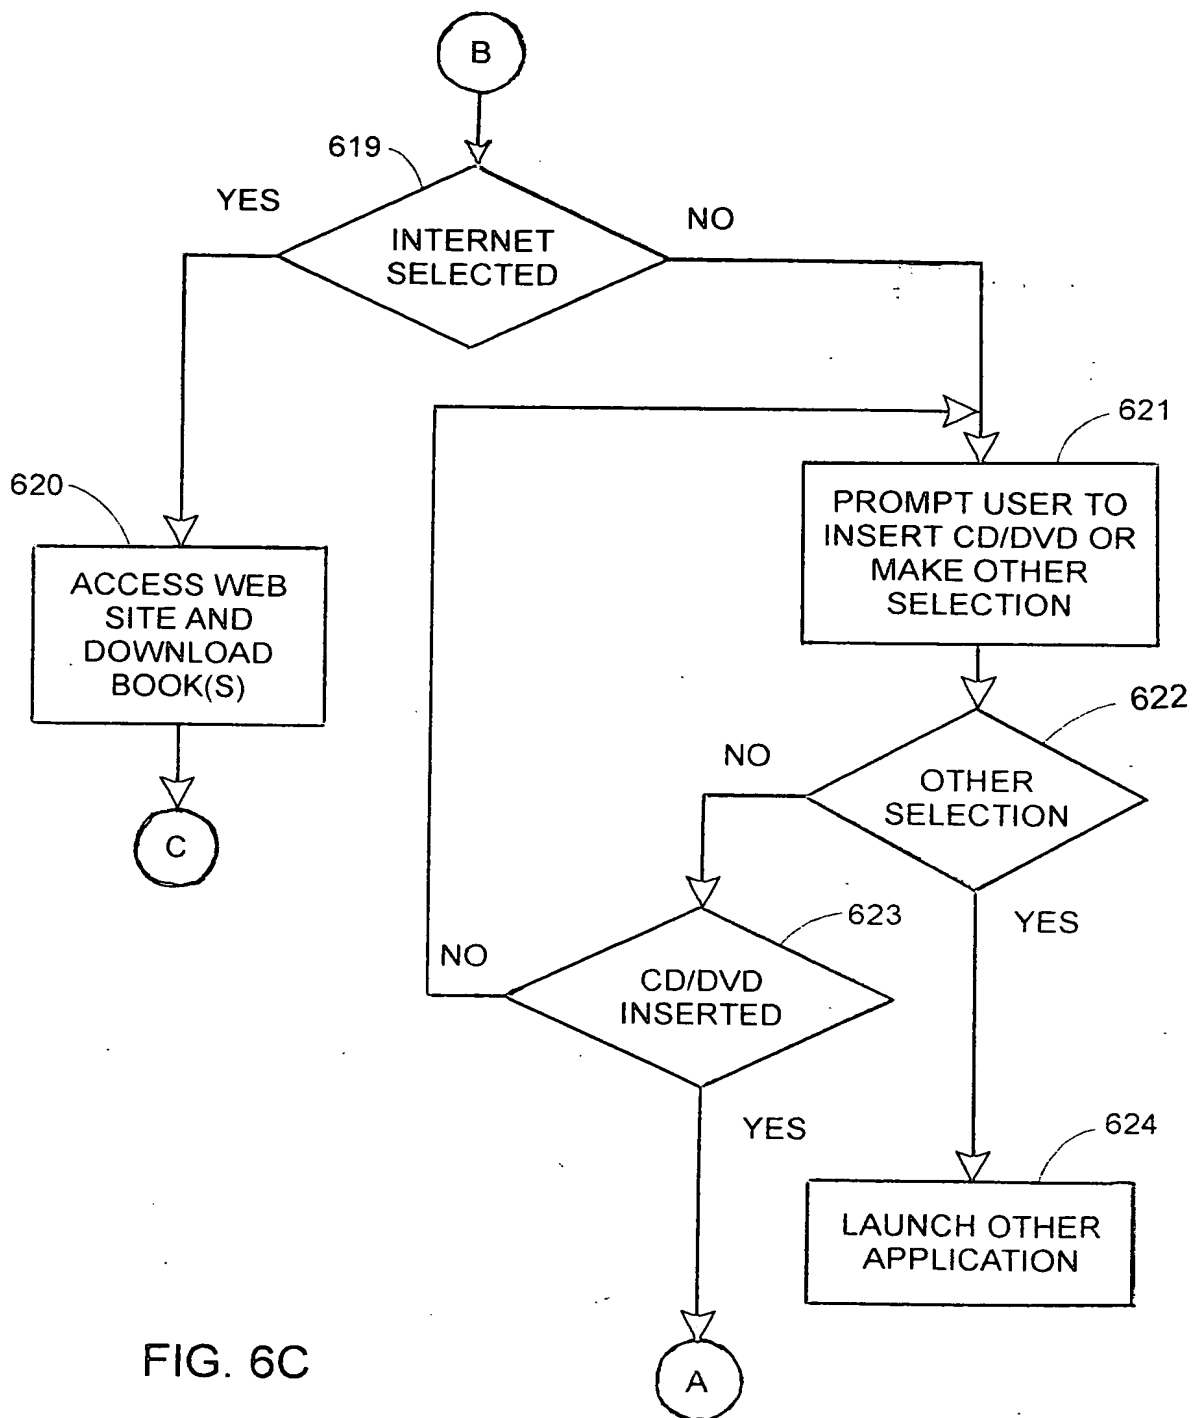 B
619
YES
NO
INTERNET
SELECTED
621
620
PROMPT USER TO
INSERT CD/DVD OR
MAKE OTHER
SELECTION
ACCESS WEB
SITE AND
DOWNLOAD
BOOK(S)
622
NO
OTHER
SELECTION
C
623
YES
NO
CD/DVD
INSERTED
YES
624
LAUNCH OTHER
APPLICATION
FIG. 6C
A